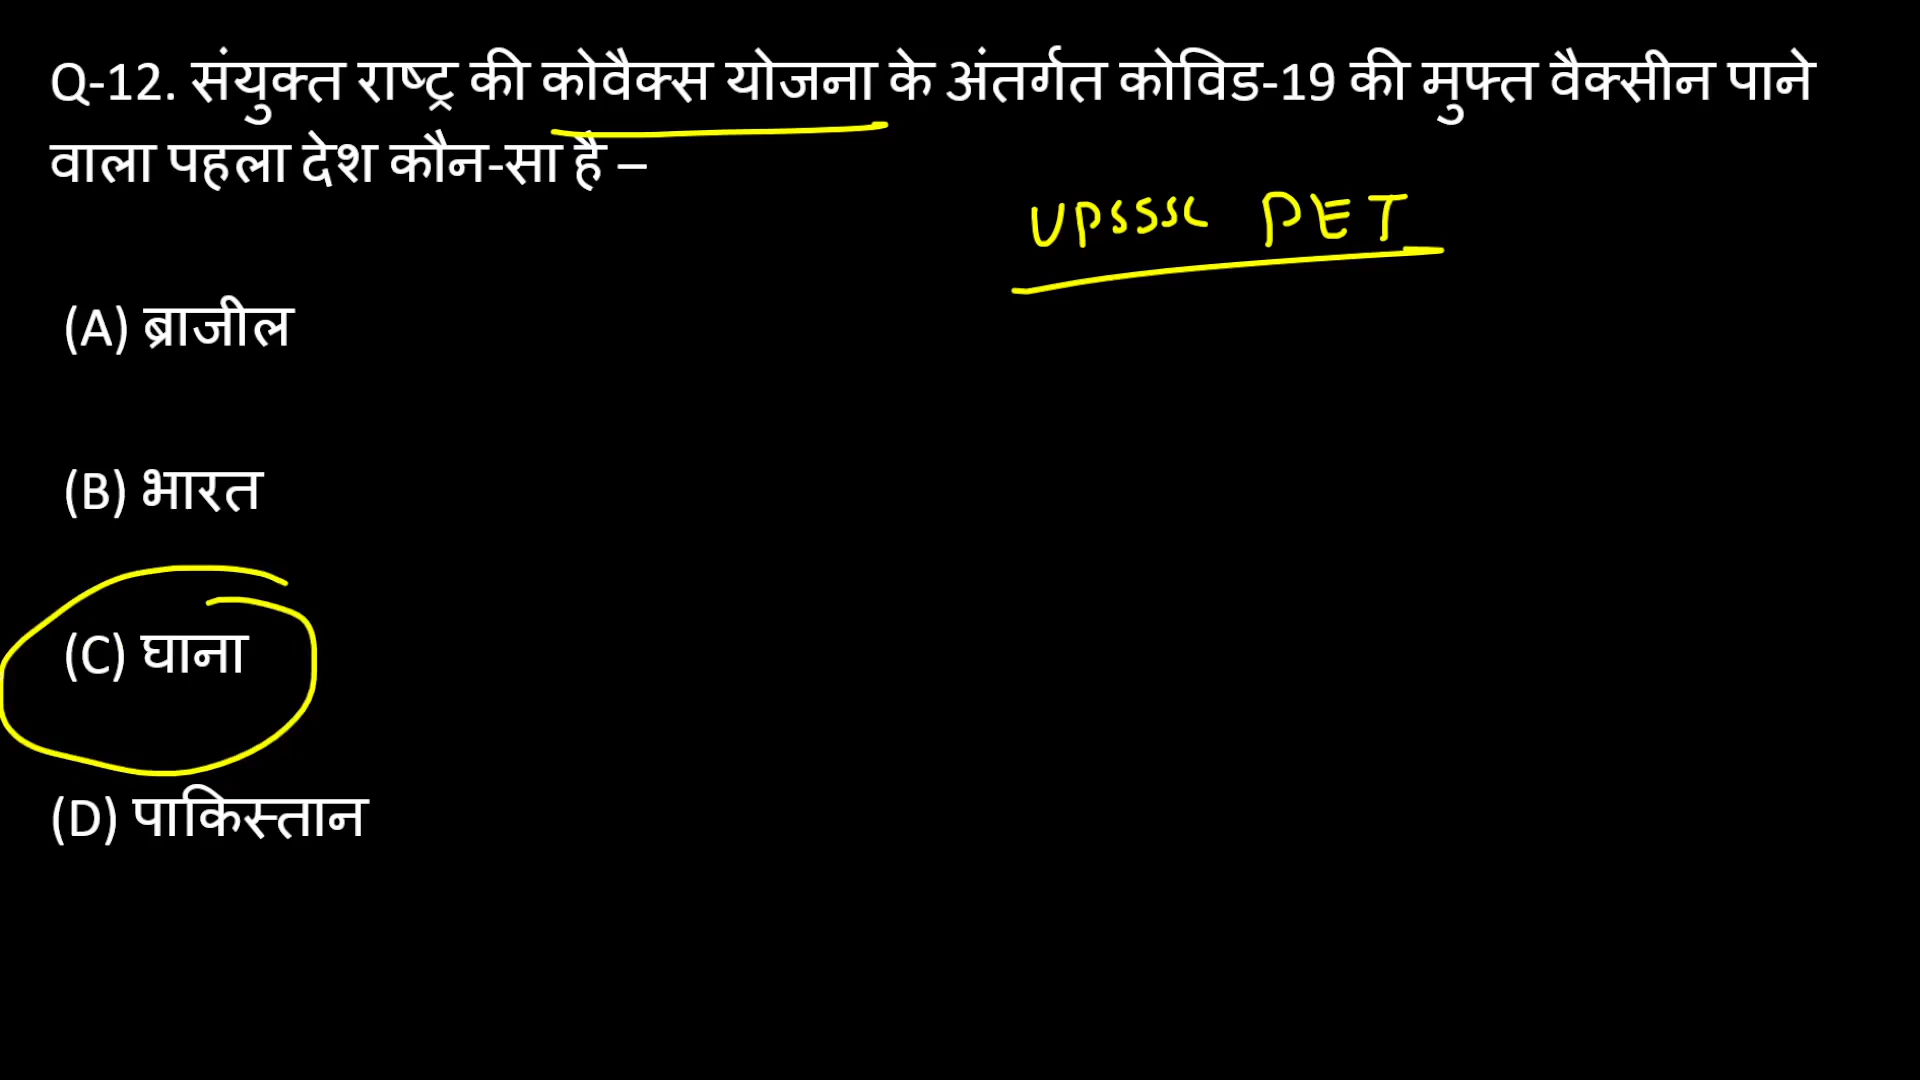 Q-12. संयुक्त राष्ट्र की कोवैक्स योजना के अंतर्गत कोविड-19 की मुफ्त वैक्सीन पाने
वाला पहला देश कौन-सा है –
UPSSSC PET
(A) ब्राजील
(B) भारत
(C) घाना
(D) पाकिस्तान